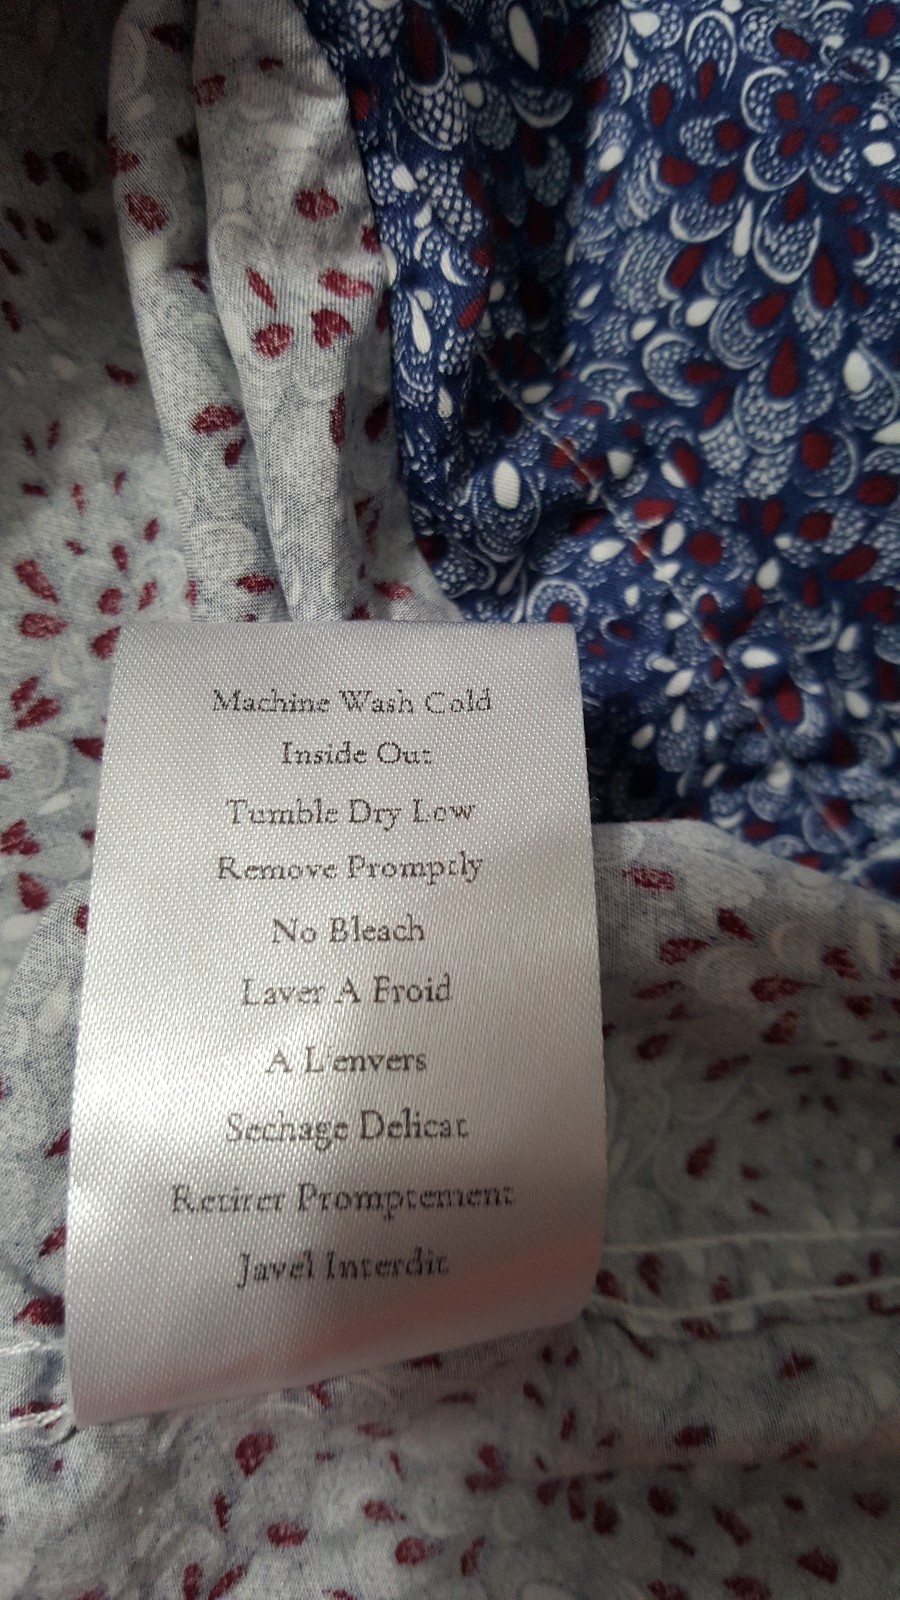 Machine Wash Cold
Inside Out
Tumble Dry Low
Remove Promptly
No Bleach
Laver A Froid
A L'envers
Sechage Delicat
Retirer Promptement
Javel Interdit